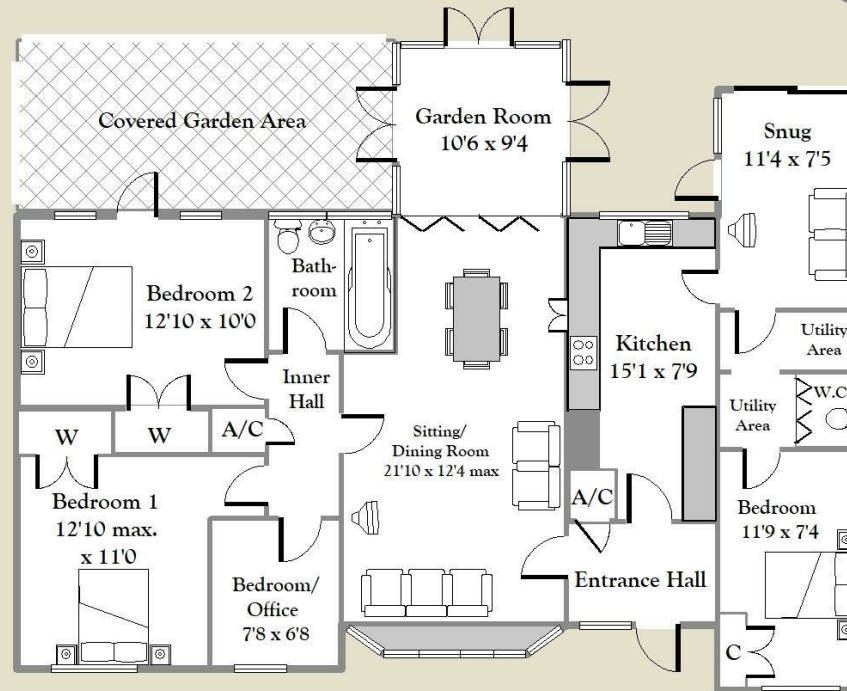 Covered Garden Area
Garden Room
10'6 x 9'4
Snug
11'4 x 7'5
Bedroom 2
12'10 x 10'0
Bath-
room
Kitchen
15'1 x 7'9
Utility
Area
Inner
Hall
Utility
Area
W.C
W
W
A/C
Sitting/
Dining Room
21'10 x 12'4 max
A/C
Bedroom 1
12'10 max.
x 11'0
Bedroom
11'9 x 7'4
Bedroom/
Office
7'8 x 6'8
Entrance Hall
C